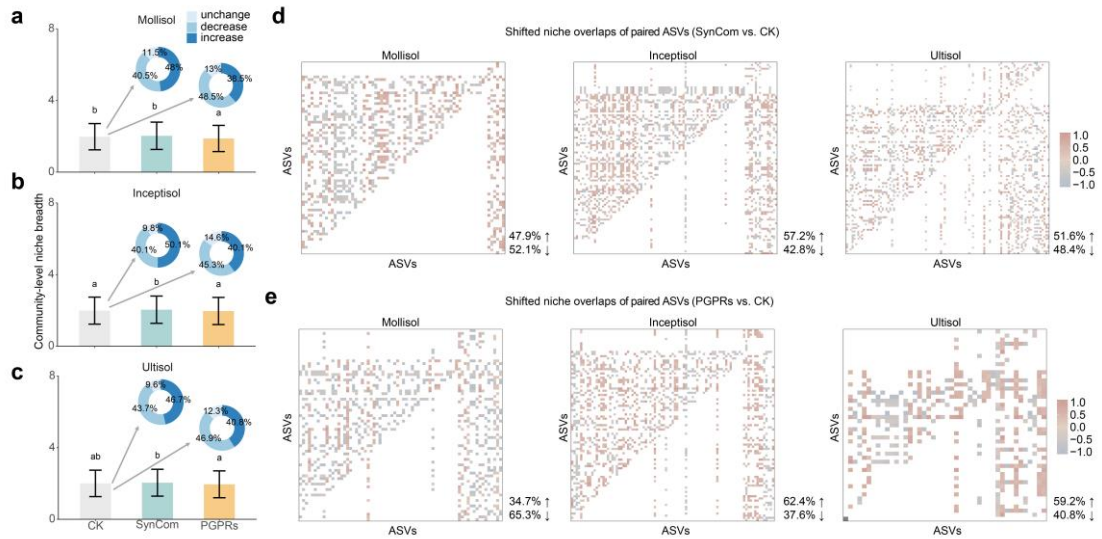 a
unchange
decrease
increase
Mollisol
8
4
0
11.5%
48%
40.5%
13%
38.5%
48.5%
b
b
a
b
Inceptisol
8
4
0
9.8%
50.1%
40.1%
14.6%
40.1%
45.3%
a
b
a
Community-level niche breadth
c
Ultisol
8
4
0
9.6%
46.7%
43.7%
12.3%
40.8%
46.9%
ab
b
a
CK
SynCom
PGPRs
d
Shifted niche overlaps of paired ASVs (SynCom vs. CK)
Mollisol
ASVs
ASVs
47.9% ↑
52.1% ↓
Inceptisol
ASVs
ASVs
57.2% ↑
42.8% ↓
Ultisol
ASVs
ASVs
51.6% ↑
48.4% ↓
1.0
0.5
0.0
−0.5
−1.0
e
Shifted niche overlaps of paired ASVs (PGPRs vs. CK)
Mollisol
ASVs
ASVs
34.7% ↑
65.3% ↓
Inceptisol
ASVs
ASVs
62.4% ↑
37.6% ↓
Ultisol
ASVs
ASVs
59.2% ↑
40.8% ↓
1.0
0.5
0.0
−0.5
−1.0